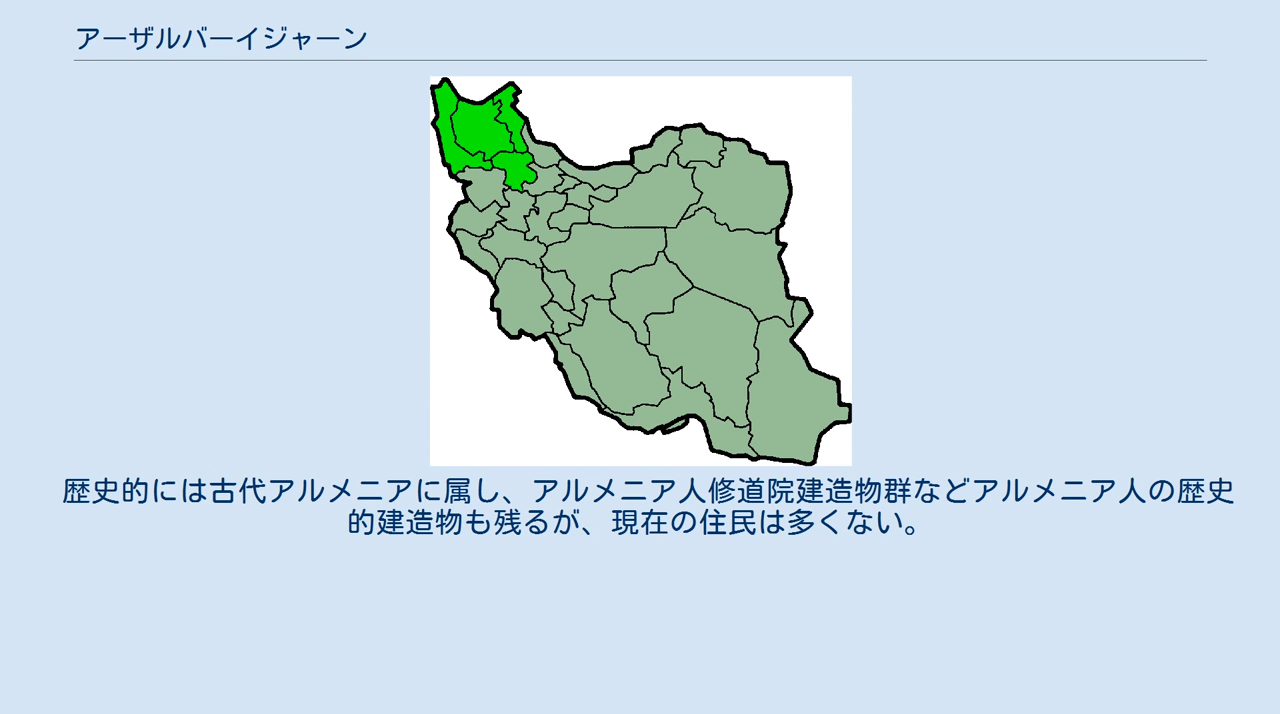 アーザルバーイジャーン
歴史的には古代アルメニアに属し、アルメニア人修道院建造物群などアルメニア人の歴史
的建造物も残るが、現在の住民は多くない。